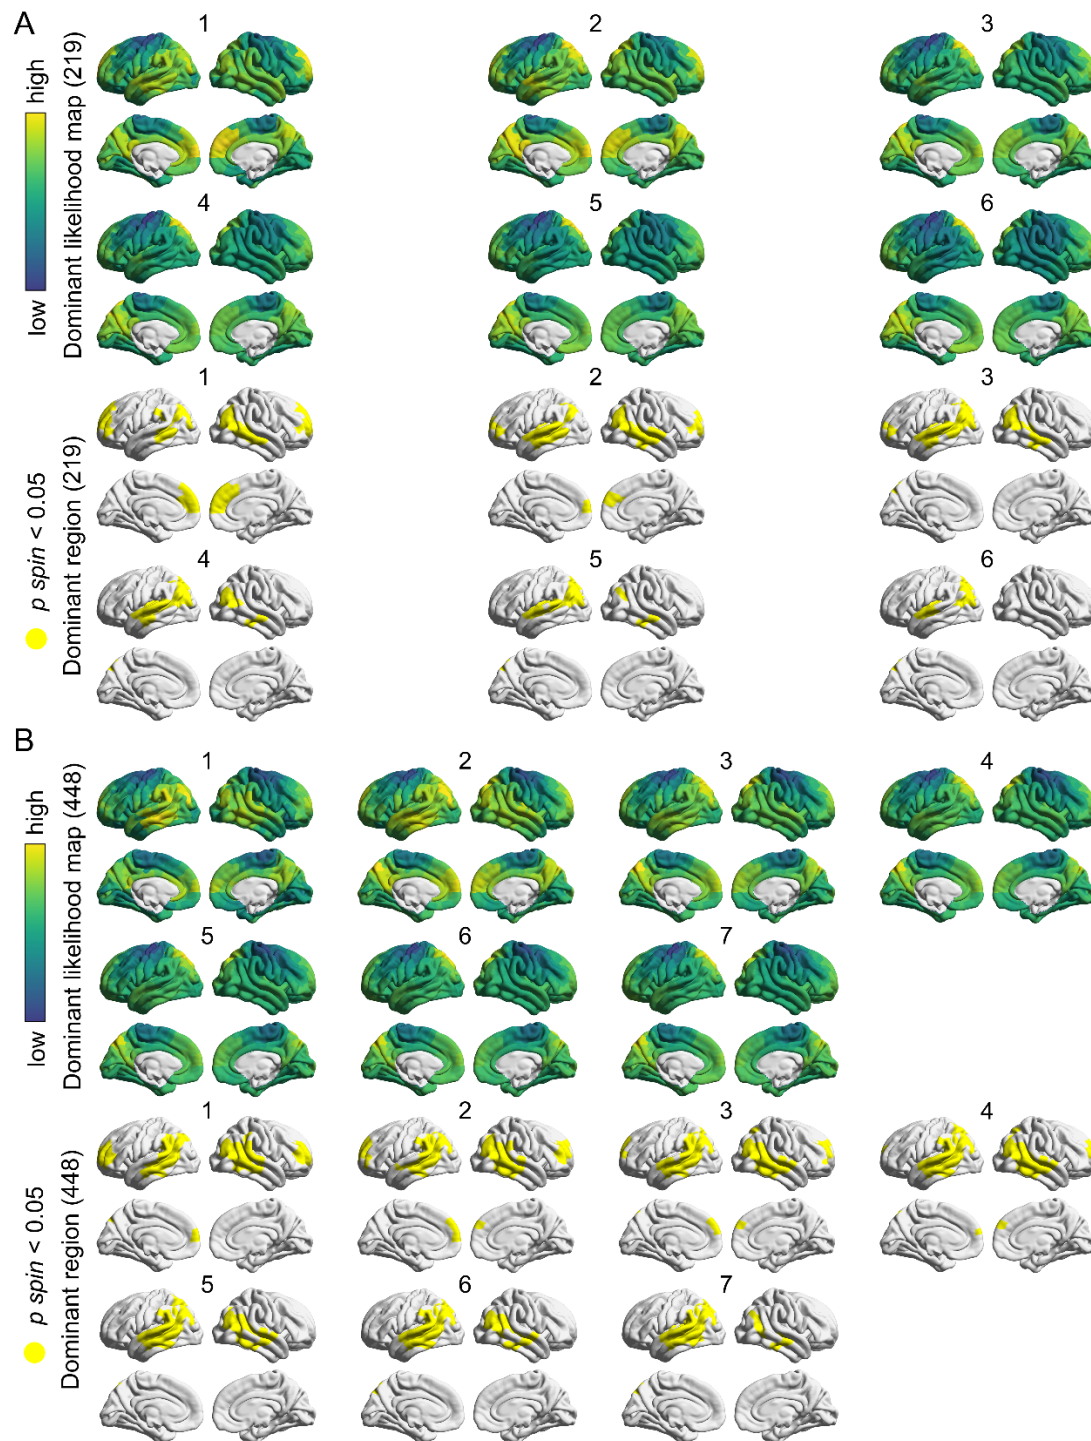 A
high
low
Dominant likelihood map (219)
1
2
3
4
5
6
p spin < 0.05
Dominant region (219)
1
2
3
4
5
6
B
high
low
Dominant likelihood map (448)
1
2
3
4
5
6
7
p spin < 0.05
Dominant region (448)
1
2
3
4
5
6
7